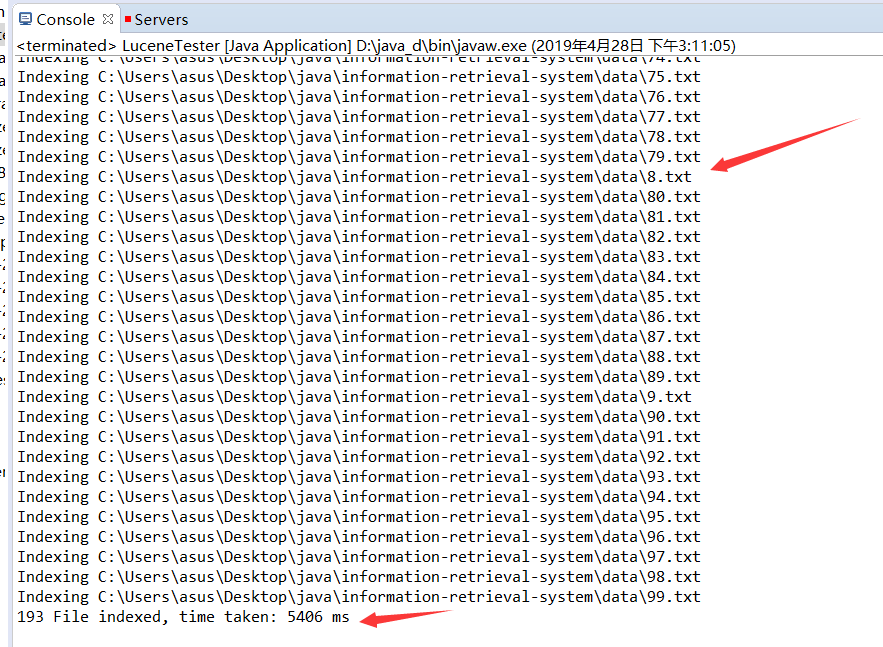 Console Servers
<terminated> LuceneTester [Java Application] D:\java_d\bin\javaw.exe (2019年4月28日 下午3:11:05)
Indexing C:\Users\asus\Desktop\java\information-retrieval-system\data\74.txt
Indexing C:\Users\asus\Desktop\java\information-retrieval-system\data\75.txt
Indexing C:\Users\asus\Desktop\java\information-retrieval-system\data\76.txt
Indexing C:\Users\asus\Desktop\java\information-retrieval-system\data\77.txt
Indexing C:\Users\asus\Desktop\java\information-retrieval-system\data\78.txt
Indexing C:\Users\asus\Desktop\java\information-retrieval-system\data\79.txt
Indexing C:\Users\asus\Desktop\java\information-retrieval-system\data\8.txt
Indexing C:\Users\asus\Desktop\java\information-retrieval-system\data\80.txt
Indexing C:\Users\asus\Desktop\java\information-retrieval-system\data\81.txt
Indexing C:\Users\asus\Desktop\java\information-retrieval-system\data\82.txt
Indexing C:\Users\asus\Desktop\java\information-retrieval-system\data\83.txt
Indexing C:\Users\asus\Desktop\java\information-retrieval-system\data\84.txt
Indexing C:\Users\asus\Desktop\java\information-retrieval-system\data\85.txt
Indexing C:\Users\asus\Desktop\java\information-retrieval-system\data\86.txt
Indexing C:\Users\asus\Desktop\java\information-retrieval-system\data\87.txt
Indexing C:\Users\asus\Desktop\java\information-retrieval-system\data\88.txt
Indexing C:\Users\asus\Desktop\java\information-retrieval-system\data\89.txt
Indexing C:\Users\asus\Desktop\java\information-retrieval-system\data\9.txt
Indexing C:\Users\asus\Desktop\java\information-retrieval-system\data\90.txt
Indexing C:\Users\asus\Desktop\java\information-retrieval-system\data\91.txt
Indexing C:\Users\asus\Desktop\java\information-retrieval-system\data\92.txt
Indexing C:\Users\asus\Desktop\java\information-retrieval-system\data\93.txt
Indexing C:\Users\asus\Desktop\java\information-retrieval-system\data\94.txt
Indexing C:\Users\asus\Desktop\java\information-retrieval-system\data\95.txt
Indexing C:\Users\asus\Desktop\java\information-retrieval-system\data\96.txt
Indexing C:\Users\asus\Desktop\java\information-retrieval-system\data\97.txt
Indexing C:\Users\asus\Desktop\java\information-retrieval-system\data\98.txt
Indexing C:\Users\asus\Desktop\java\information-retrieval-system\data\99.txt
193 File indexed, time taken: 5406 ms